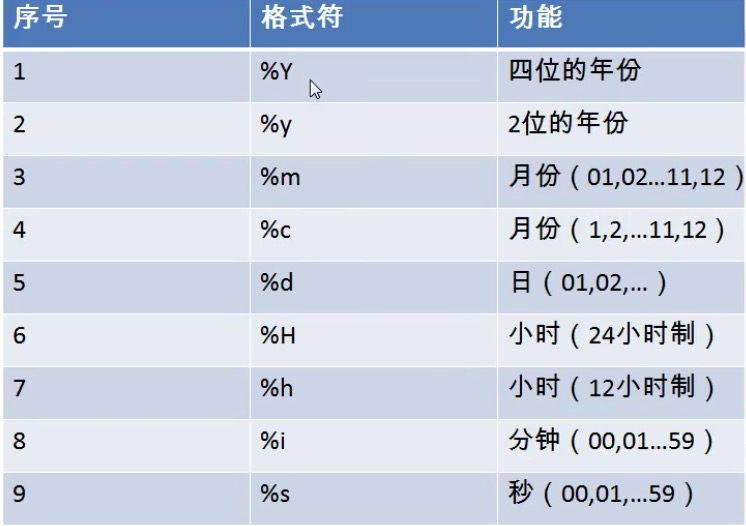 序号 格式符 功能
1 %Y 四位的年份
2 %y 2位的年份
3 %m 月份（01,02…11,12）
4 %c 月份（1,2,…11,12）
5 %d 日（01,02,…）
6 %H 小时（24小时制）
7 %h 小时（12小时制）
8 %i 分钟（00,01…59）
9 %s 秒（00,01,…59）